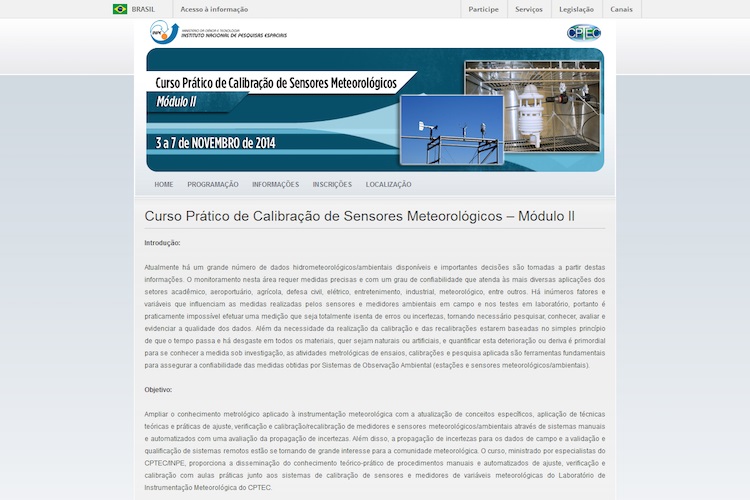 BRASIL Acesso à informação Participe Serviços Legislação Canais
MINISTÉRIO DA CIÊNCIA E TECNOLOGIA
INSTITUTO NACIONAL DE PESQUISAS ESPACIAIS
INPE CPTEC
Curso Prático de Calibração de Sensores Meteorológicos
Módulo II
3 a 7 de NOVEMBRO de 2014
HOME PROGRAMAÇÃO INFORMAÇÕES INSCRIÇÕES LOCALIZAÇÃO
Curso Prático de Calibração de Sensores Meteorológicos – Módulo II
Introdução:
Atualmente há um grande número de dados hidrometeorológicos/ambientais disponíveis e importantes decisões são tomadas a partir destas
informações. O monitoramento nesta área requer medidas precisas e com um grau de confiabilidade que atenda às mais diversas aplicações dos
setores acadêmico, aeroportuário, agrícola, defesa civil, elétrico, entretenimento, industrial, meteorológico, entre outros. Há inúmeros fatores e
variáveis que influenciam as medidas realizadas pelos sensores e medidores ambientais em campo e nos testes em laboratório, portanto é
praticamente impossível efetuar uma medição que seja totalmente isenta de erros ou incertezas, tornando necessário pesquisar, conhecer, avaliar e
evidenciar a qualidade dos dados. Além da necessidade da realização da calibração e das recalibrações estarem baseadas no simples princípio
de que o tempo passa e há desgaste em todos os materiais, quer sejam naturais ou artificiais, e quantificar esta deterioração ou deriva é primordial
para se conhecer a medida sob investigação, as atividades metrológicas de ensaios, calibrações e pesquisa aplicada são ferramentas fundamentais
para assegurar a confiabilidade das medidas obtidas por Sistemas de Observação Ambiental (estações e sensores meteorológicos/ambientais).
Objetivo:
Ampliar o conhecimento metrológico aplicado à instrumentação meteorológica com a atualização de conceitos específicos, aplicação de técnicas
teóricas e práticas de ajuste, verificação e calibração/recalibração de medidores e sensores meteorológicos/ambientais através de sistemas manuais
e automatizados com uma avaliação da propagação de incertezas. Além disso, a propagação de incertezas para os dados de campo e a validação e
qualificação de sistemas remotos estão se tornando de grande interesse para a comunidade meteorológica. O curso, ministrado por especialistas do
CPTEC/INPE, proporciona a disseminação do conhecimento teórico-prático de procedimentos manuais e automatizados de ajuste, verificação e
calibração com aulas práticas junto aos sistemas de calibração de sensores e medidores de variáveis meteorológicas do Laboratório de
Instrumentação Meteorológica do CPTEC.